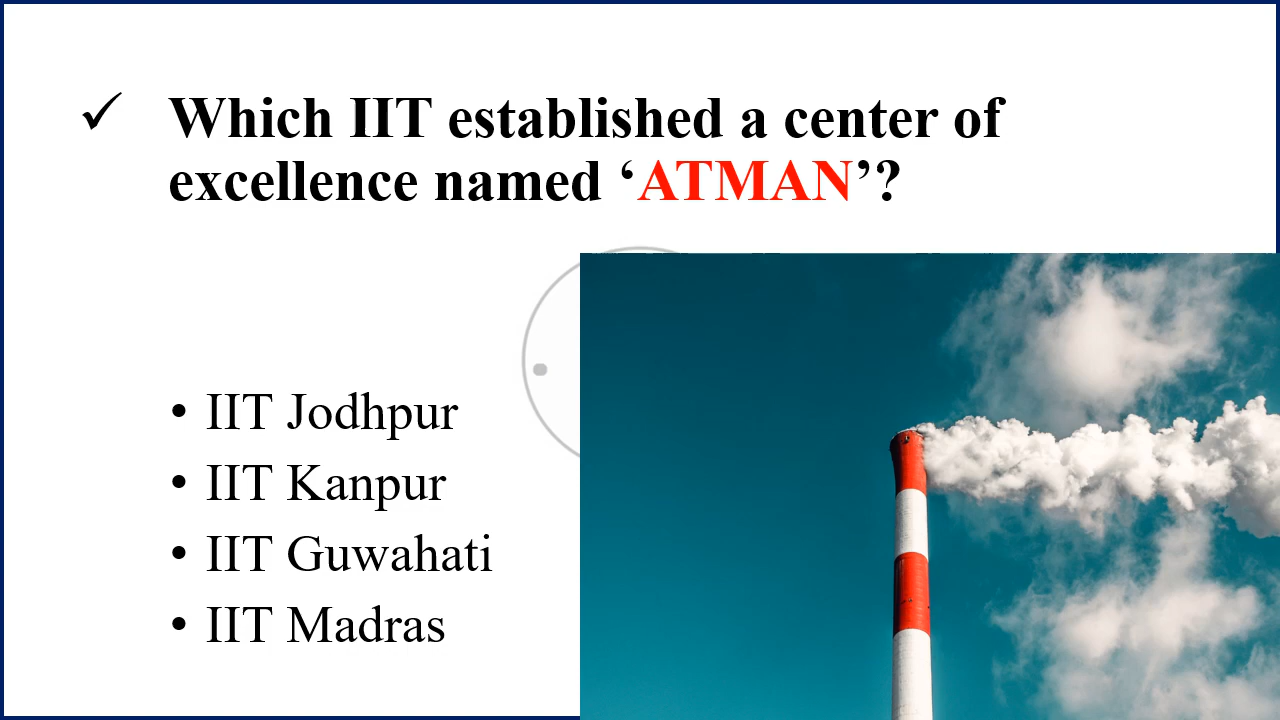 ✓ Which IIT established a center of
excellence named ‘ATMAN’?
• IIT Jodhpur
• IIT Kanpur
• IIT Guwahati
• IIT Madras